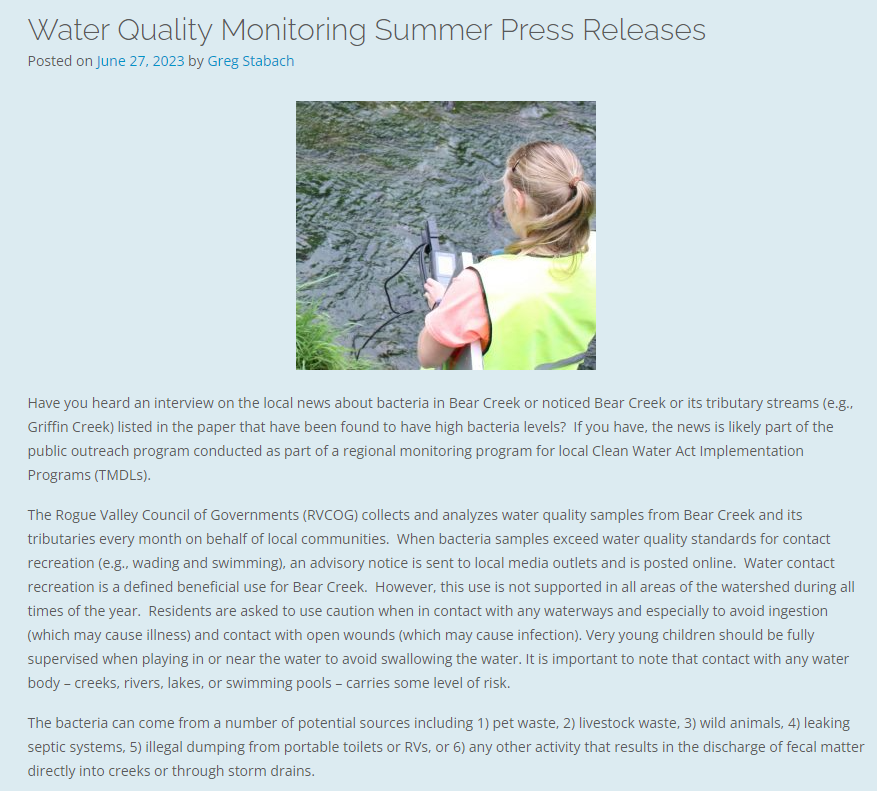 Water Quality Monitoring Summer Press Releases
Posted on June 27, 2023 by Greg Stabach
Have you heard an interview on the local news about bacteria in Bear Creek or noticed Bear Creek or its tributary streams (e.g.,
Griffin Creek) listed in the paper that have been found to have high bacteria levels?  If you have, the news is likely part of the
public outreach program conducted as part of a regional monitoring program for local Clean Water Act Implementation
Programs (TMDLs).
The Rogue Valley Council of Governments (RVCOG) collects and analyzes water quality samples from Bear Creek and its
tributaries every month on behalf of local communities.  When bacteria samples exceed water quality standards for contact
recreation (e.g., wading and swimming), an advisory notice is sent to local media outlets and is posted online.  Water contact
recreation is a defined beneficial use for Bear Creek.  However, this use is not supported in all areas of the watershed during all
times of the year.  Residents are asked to use caution when in contact with any waterways and especially to avoid ingestion
(which may cause illness) and contact with open wounds (which may cause infection). Very young children should be fully
supervised when playing in or near the water to avoid swallowing the water. It is important to note that contact with any water
body – creeks, rivers, lakes, or swimming pools – carries some level of risk.
The bacteria can come from a number of potential sources including 1) pet waste, 2) livestock waste, 3) wild animals, 4) leaking
septic systems, 5) illegal dumping from portable toilets or RVs, or 6) any other activity that results in the discharge of fecal matter
directly into creeks or through storm drains.